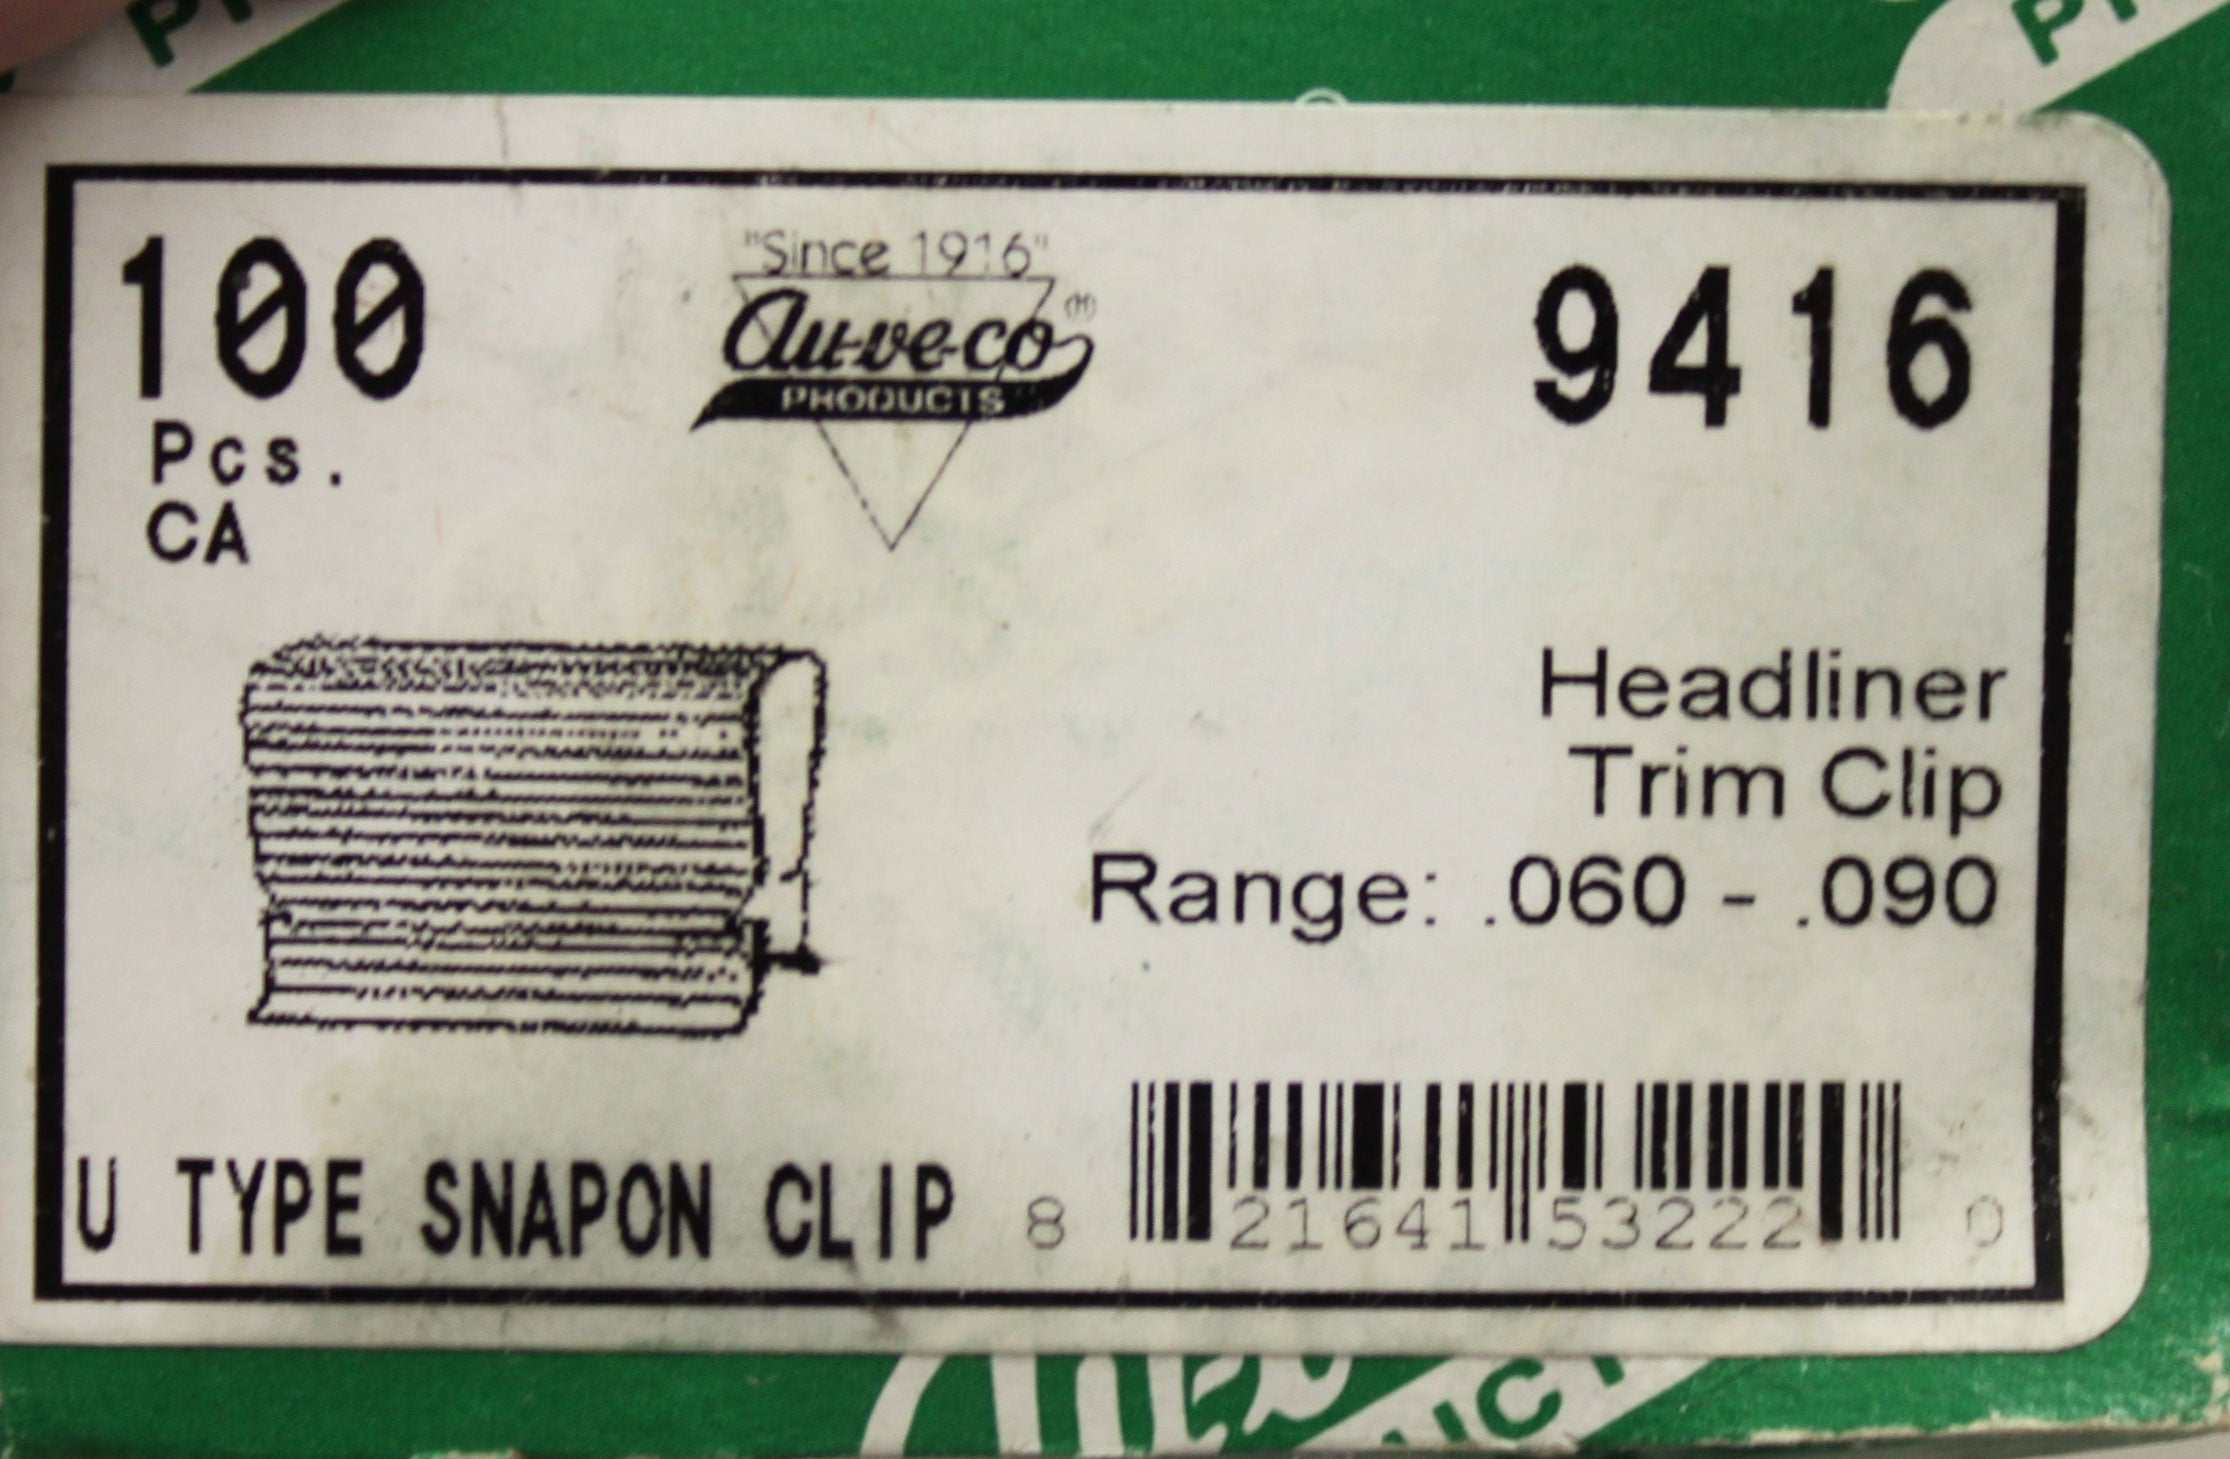 100
Pcs.
CA
"Since 1916"
Au-ve-co®
PRODUCTS
9416
Headliner
Trim Clip
Range: .060 - .090
U TYPE SNAPON CLIP
8 21641 53222 0